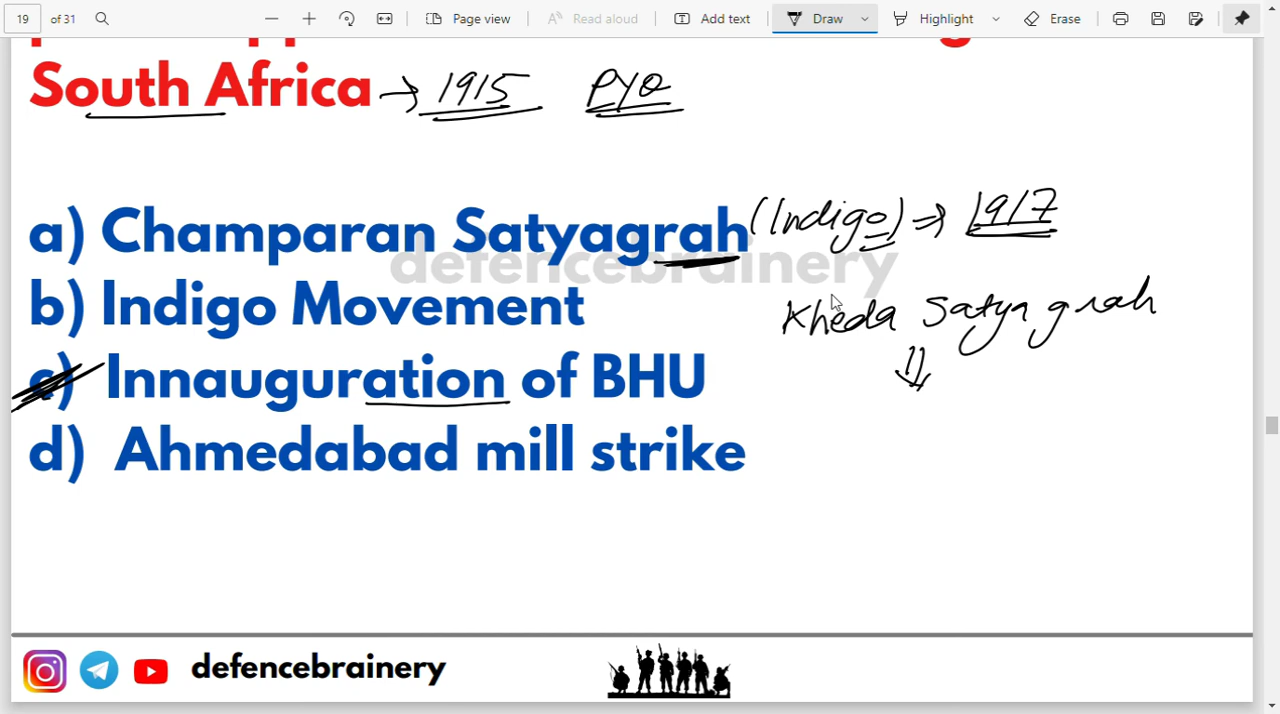 19 of 31 Page view Read aloud Add text Draw Highlight Erase
South Africa → 1915 PYQ
a) Champaran Satyagrah (Indigo) ⇒ 1917
defencebrainery
b) Indigo Movement Kheda Satyagrah
c) Innauguration of BHU
d) Ahmedabad mill strike
defencebrainery